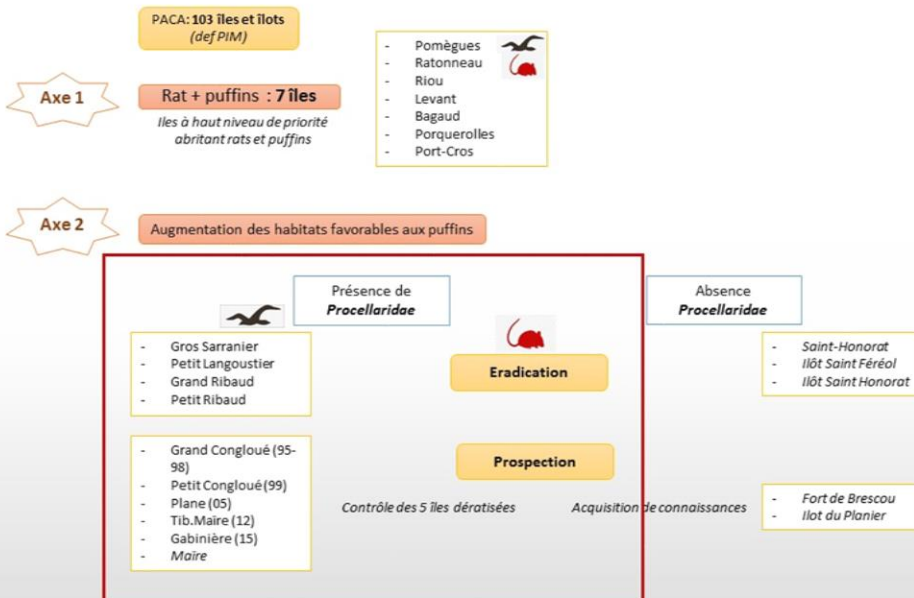 PACA: 103 îles et îlots
(def PIM)
Axe 1
Rat + puffins : 7 îles
Iles à haut niveau de priorité
abritant rats et puffins
- Pomègues
- Ratonneau
- Riou
- Levant
- Bagaud
- Porquerolles
- Port-Cros
Axe 2
Augmentation des habitats favorables aux puffins
Présence de
Procellaridae
Absence
Procellaridae
- Gros Sarranier
- Petit Langoustier
- Grand Ribaud
- Petit Ribaud
Eradication
- Saint-Honorat
- Ilôt Saint Féréol
- Ilôt Saint Honorat
- Grand Congloué (95-
98)
- Petit Congloué (99)
- Plane (05)
- Tib.Maïre (12)
- Gabinière (15)
- Maïre
Prospection
Contrôle des 5 îles dératisées
Acquisition de connaissances
- Fort de Brescou
- Ilot du Planier